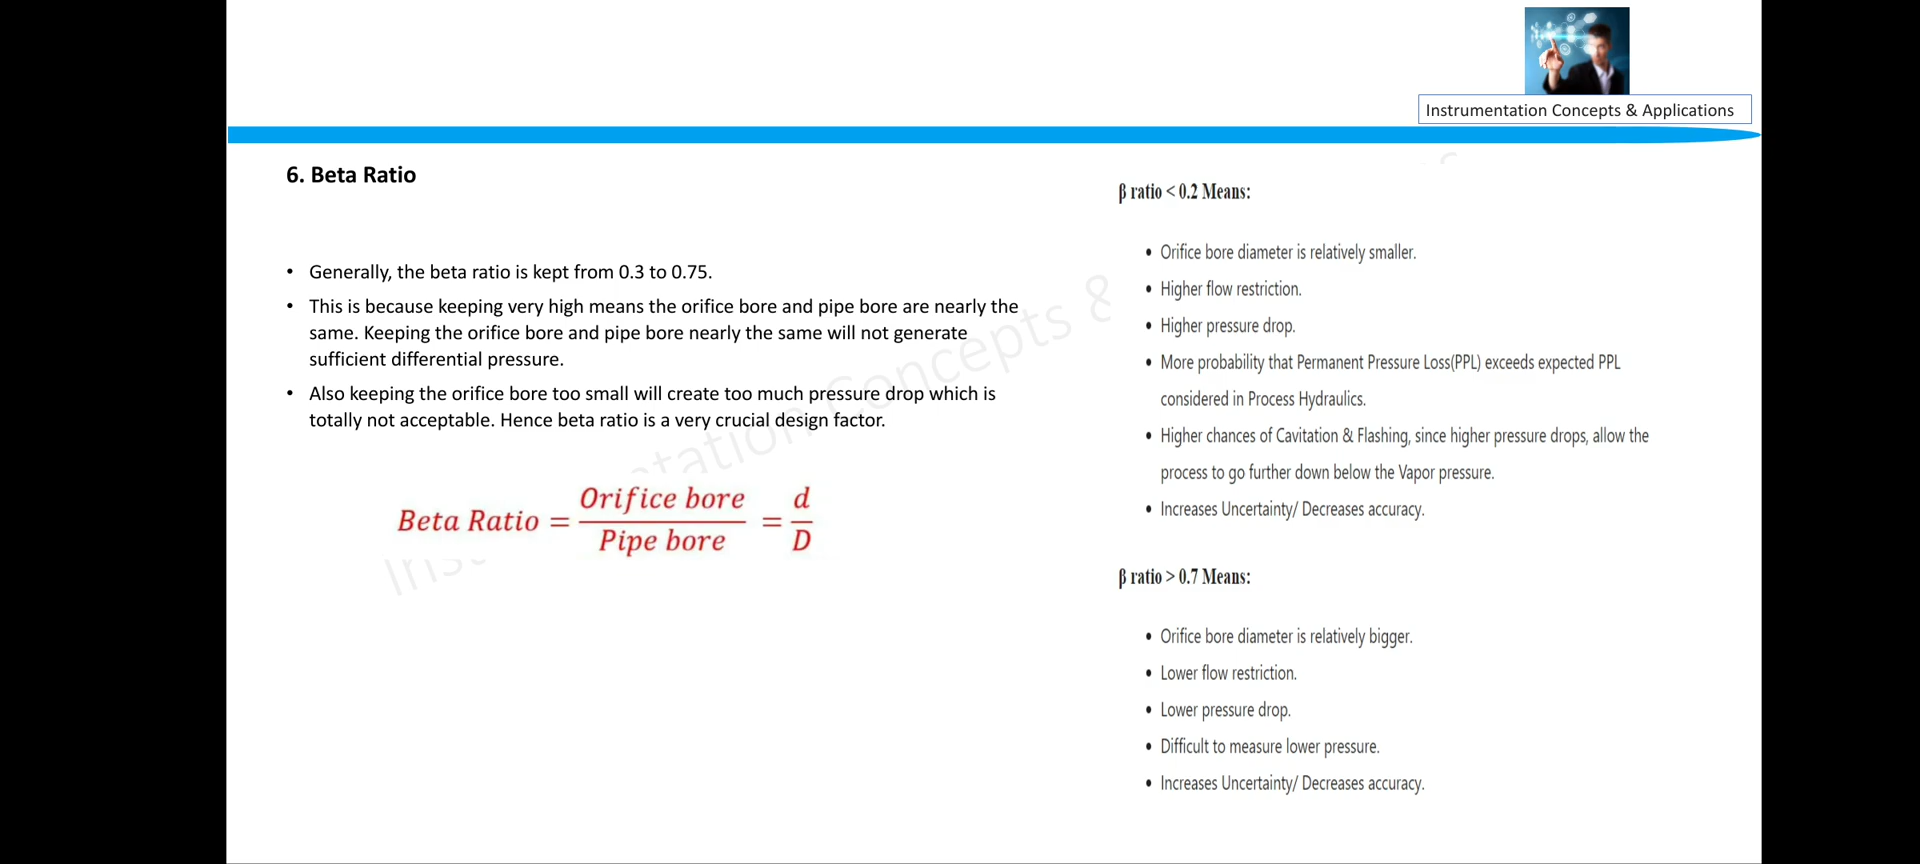 Instrumentation Concepts & Applications
6. Beta Ratio
• Generally, the beta ratio is kept from 0.3 to 0.75.
• This is because keeping very high means the orifice bore and pipe bore are nearly the
same. Keeping the orifice bore and pipe bore nearly the same will not generate
sufficient differential pressure.
• Also keeping the orifice bore too small will create too much pressure drop which is
totally not acceptable. Hence beta ratio is a very crucial design factor.
Beta Ratio = Orifice bore / Pipe bore = d / D
β ratio < 0.2 Means:
• Orifice bore diameter is relatively smaller.
• Higher flow restriction.
• Higher pressure drop.
• More probability that Permanent Pressure Loss(PPL) exceeds expected PPL
considered in Process Hydraulics.
• Higher chances of Cavitation & Flashing, since higher pressure drops, allow the
process to go further down below the Vapor pressure.
• Increases Uncertainty/ Decreases accuracy.
β ratio > 0.7 Means:
• Orifice bore diameter is relatively bigger.
• Lower flow restriction.
• Lower pressure drop.
• Difficult to measure lower pressure.
• Increases Uncertainty/ Decreases accuracy.